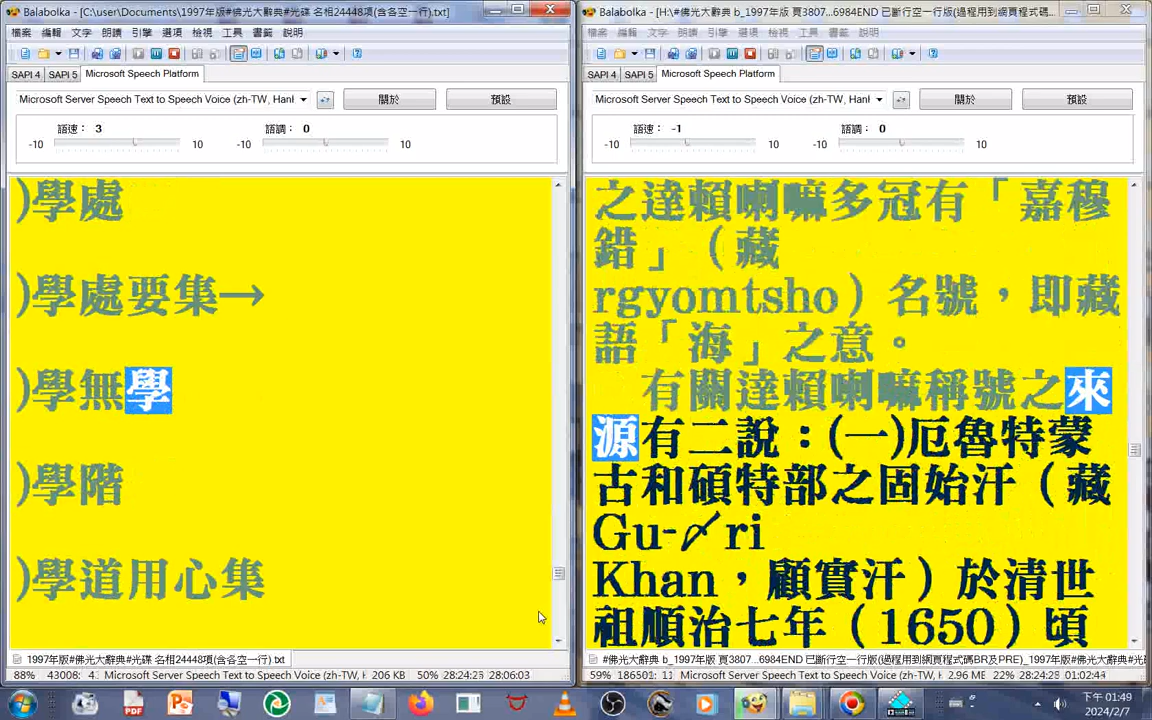 Balabolka - [C:\user\Documents\1997年版#佛光大辭典#光碟 名相24448項(含各空一行).txt]
檔案 編輯 文字 朗讀 引擎 選項 檢視 工具 書籤 說明
SAPI 4 SAPI 5 Microsoft Speech Platform
Microsoft Server Speech Text to Speech Voice (zh-TW, Hanl 關於 預設
語速： 3 語調： 0
-10 10 -10 10
)學處
)學處要集→
)學無學
)學階
)學道用心集
1997年版#佛光大辭典#光碟 名相24448項(含各空一行).txt
88% 43006: 4: Microsoft Server Speech Text to Speech Voice (zh-TW, H 206 KB 50% 28:24:25 28:06:03
Balabolka - [H:\#佛光大辭典 b_1997年版 頁3807...6984END 已斷行空一行版(過程用到網頁程式碼...
檔案 編輯 文字 朗讀 引擎 選項 檢視 工具 書籤 說明
SAPI 4 SAPI 5 Microsoft Speech Platform
Microsoft Server Speech Text to Speech Voice (zh-TW, Hanl 關於 預設
語速： -1 語調： 0
-10 10 -10 10
之達賴喇嘛多冠有「嘉穆
錯」（藏
rgyomtsho）名號，即藏
語「海」之意。
有關達賴喇嘛稱號之來
源有二說：(一)厄魯特蒙
古和碩特部之固始汗（藏
Gu-〆ri
Khan，顧實汗）於清世
祖順治七年（1650）頃
#佛光大辭典 b_1997年版 頁3807...6984END 已斷行空一行版(過程用到網頁程式碼BR及PRE)_1997年版#
59% 186501: 11 Microsoft Server Speech Text to Speech Voice (zh-TW, 2.96 MB 22% 28:24:25 01:02:44
下午 01:49
2024/2/7